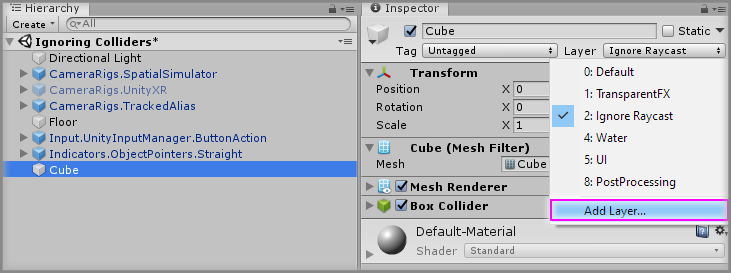 Hierarchy
Create
All
Ignoring Colliders*
Directional Light
CameraRigs.SpatialSimulator
CameraRigs.UnityXR
CameraRigs.TrackedAlias
Floor
Input.UnityInputManager.ButtonAction
Indicators.ObjectPointers.Straight
Cube
Inspector
Cube
Static
Tag Untagged Layer Ignore Raycast
Transform
Position X 0
Rotation X 0
Scale X 1
Cube (Mesh Filter)
Mesh Cube
Mesh Renderer
Box Collider
Default-Material
Shader Standard
0: Default
1: TransparentFX
2: Ignore Raycast
4: Water
5: UI
8: PostProcessing
Add Layer...